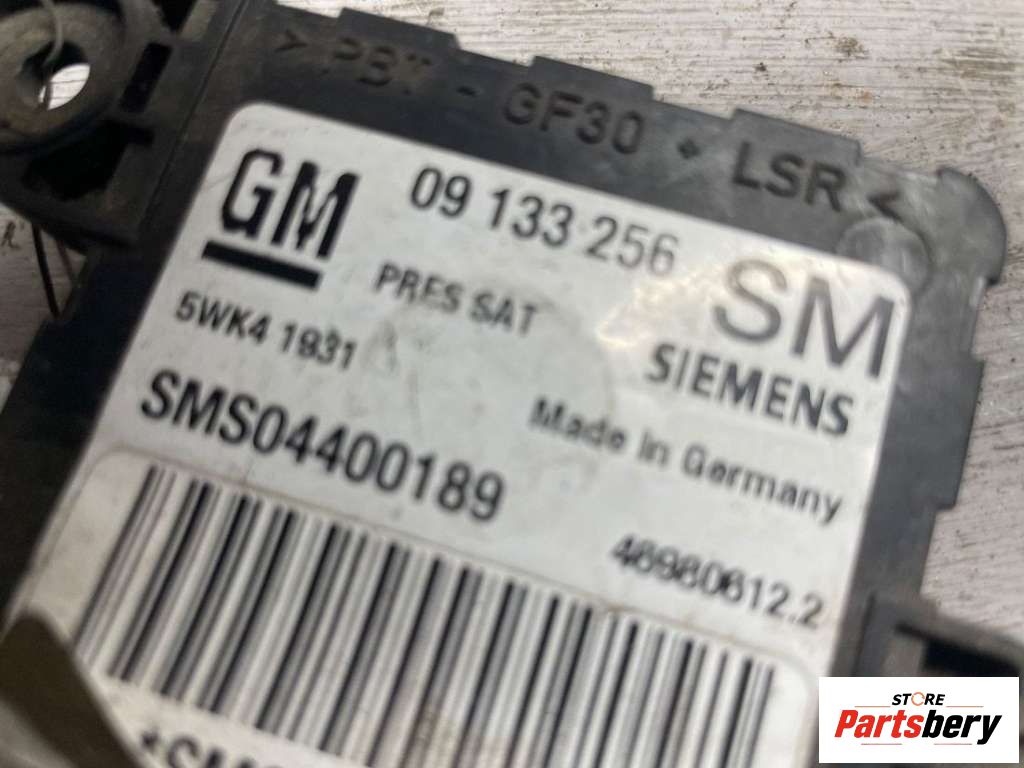 > PBT - GF30 + LSR <
GM
09 133 256
SM
PRES SAT
SIEMENS
5WK4 1931
Made in Germany
SMS04400189
46980612.2
STORE
Partsbery